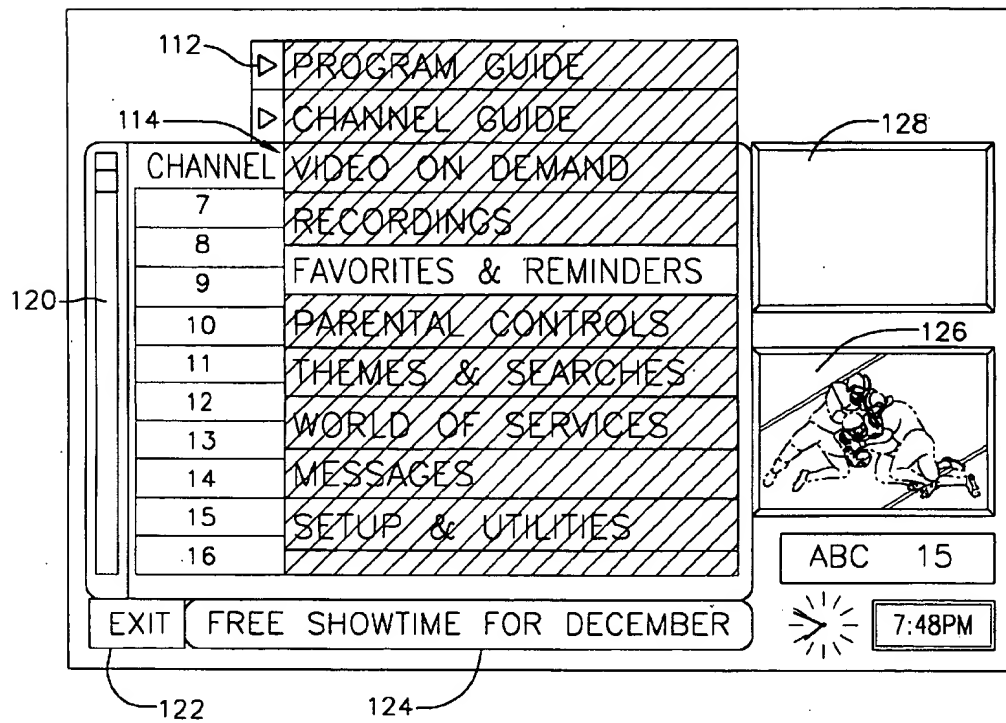 112
PROGRAM GUIDE
CHANNEL GUIDE
114
128
CHANNEL
VIDEO ON DEMAND
7
RECORDINGS
8
FAVORITES & REMINDERS
9
120
10
PARENTAL CONTROLS
126
11
THEMES & SEARCHES
12
WORLD OF SERVICES
13
14
MESSAGES
15
SETUP & UTILITIES
16
ABC 15
EXIT
FREE SHOWTIME FOR DECEMBER
7:48PM
122
124